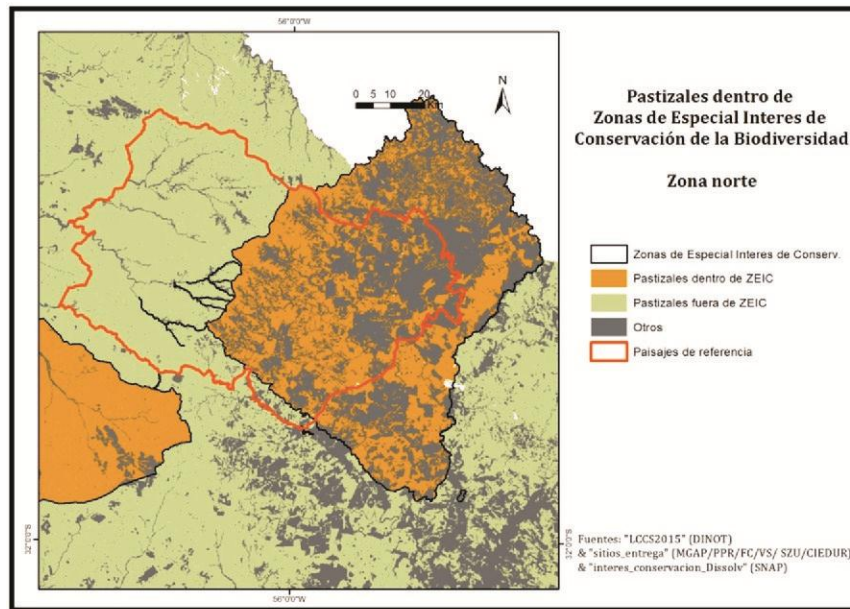 56°0'0"W
0 5 10 20
Km
N
Pastizales dentro de
Zonas de Especial Interes de
Conservación de la Biodiversidad
Zona norte
Zonas de Especial Interes de Conserv.
Pastizales dentro de ZEIC
Pastizales fuera de ZEIC
Otros
Paisajes de referencia
32°0'0"S
32°0'0"S
Fuentes: "LCCS2015" (DINOT)
& "sitios_entrega" (MGAP/PPR/FC/VS/ SZU/CIEDUR)
& "interes_conservacion_Dissolv" (SNAP)
56°0'0"W